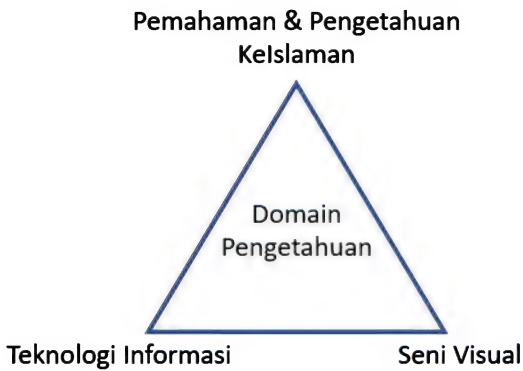 Pemahaman & Pengetahuan
KeIslaman
Domain
Pengetahuan
Teknologi Informasi
Seni Visual